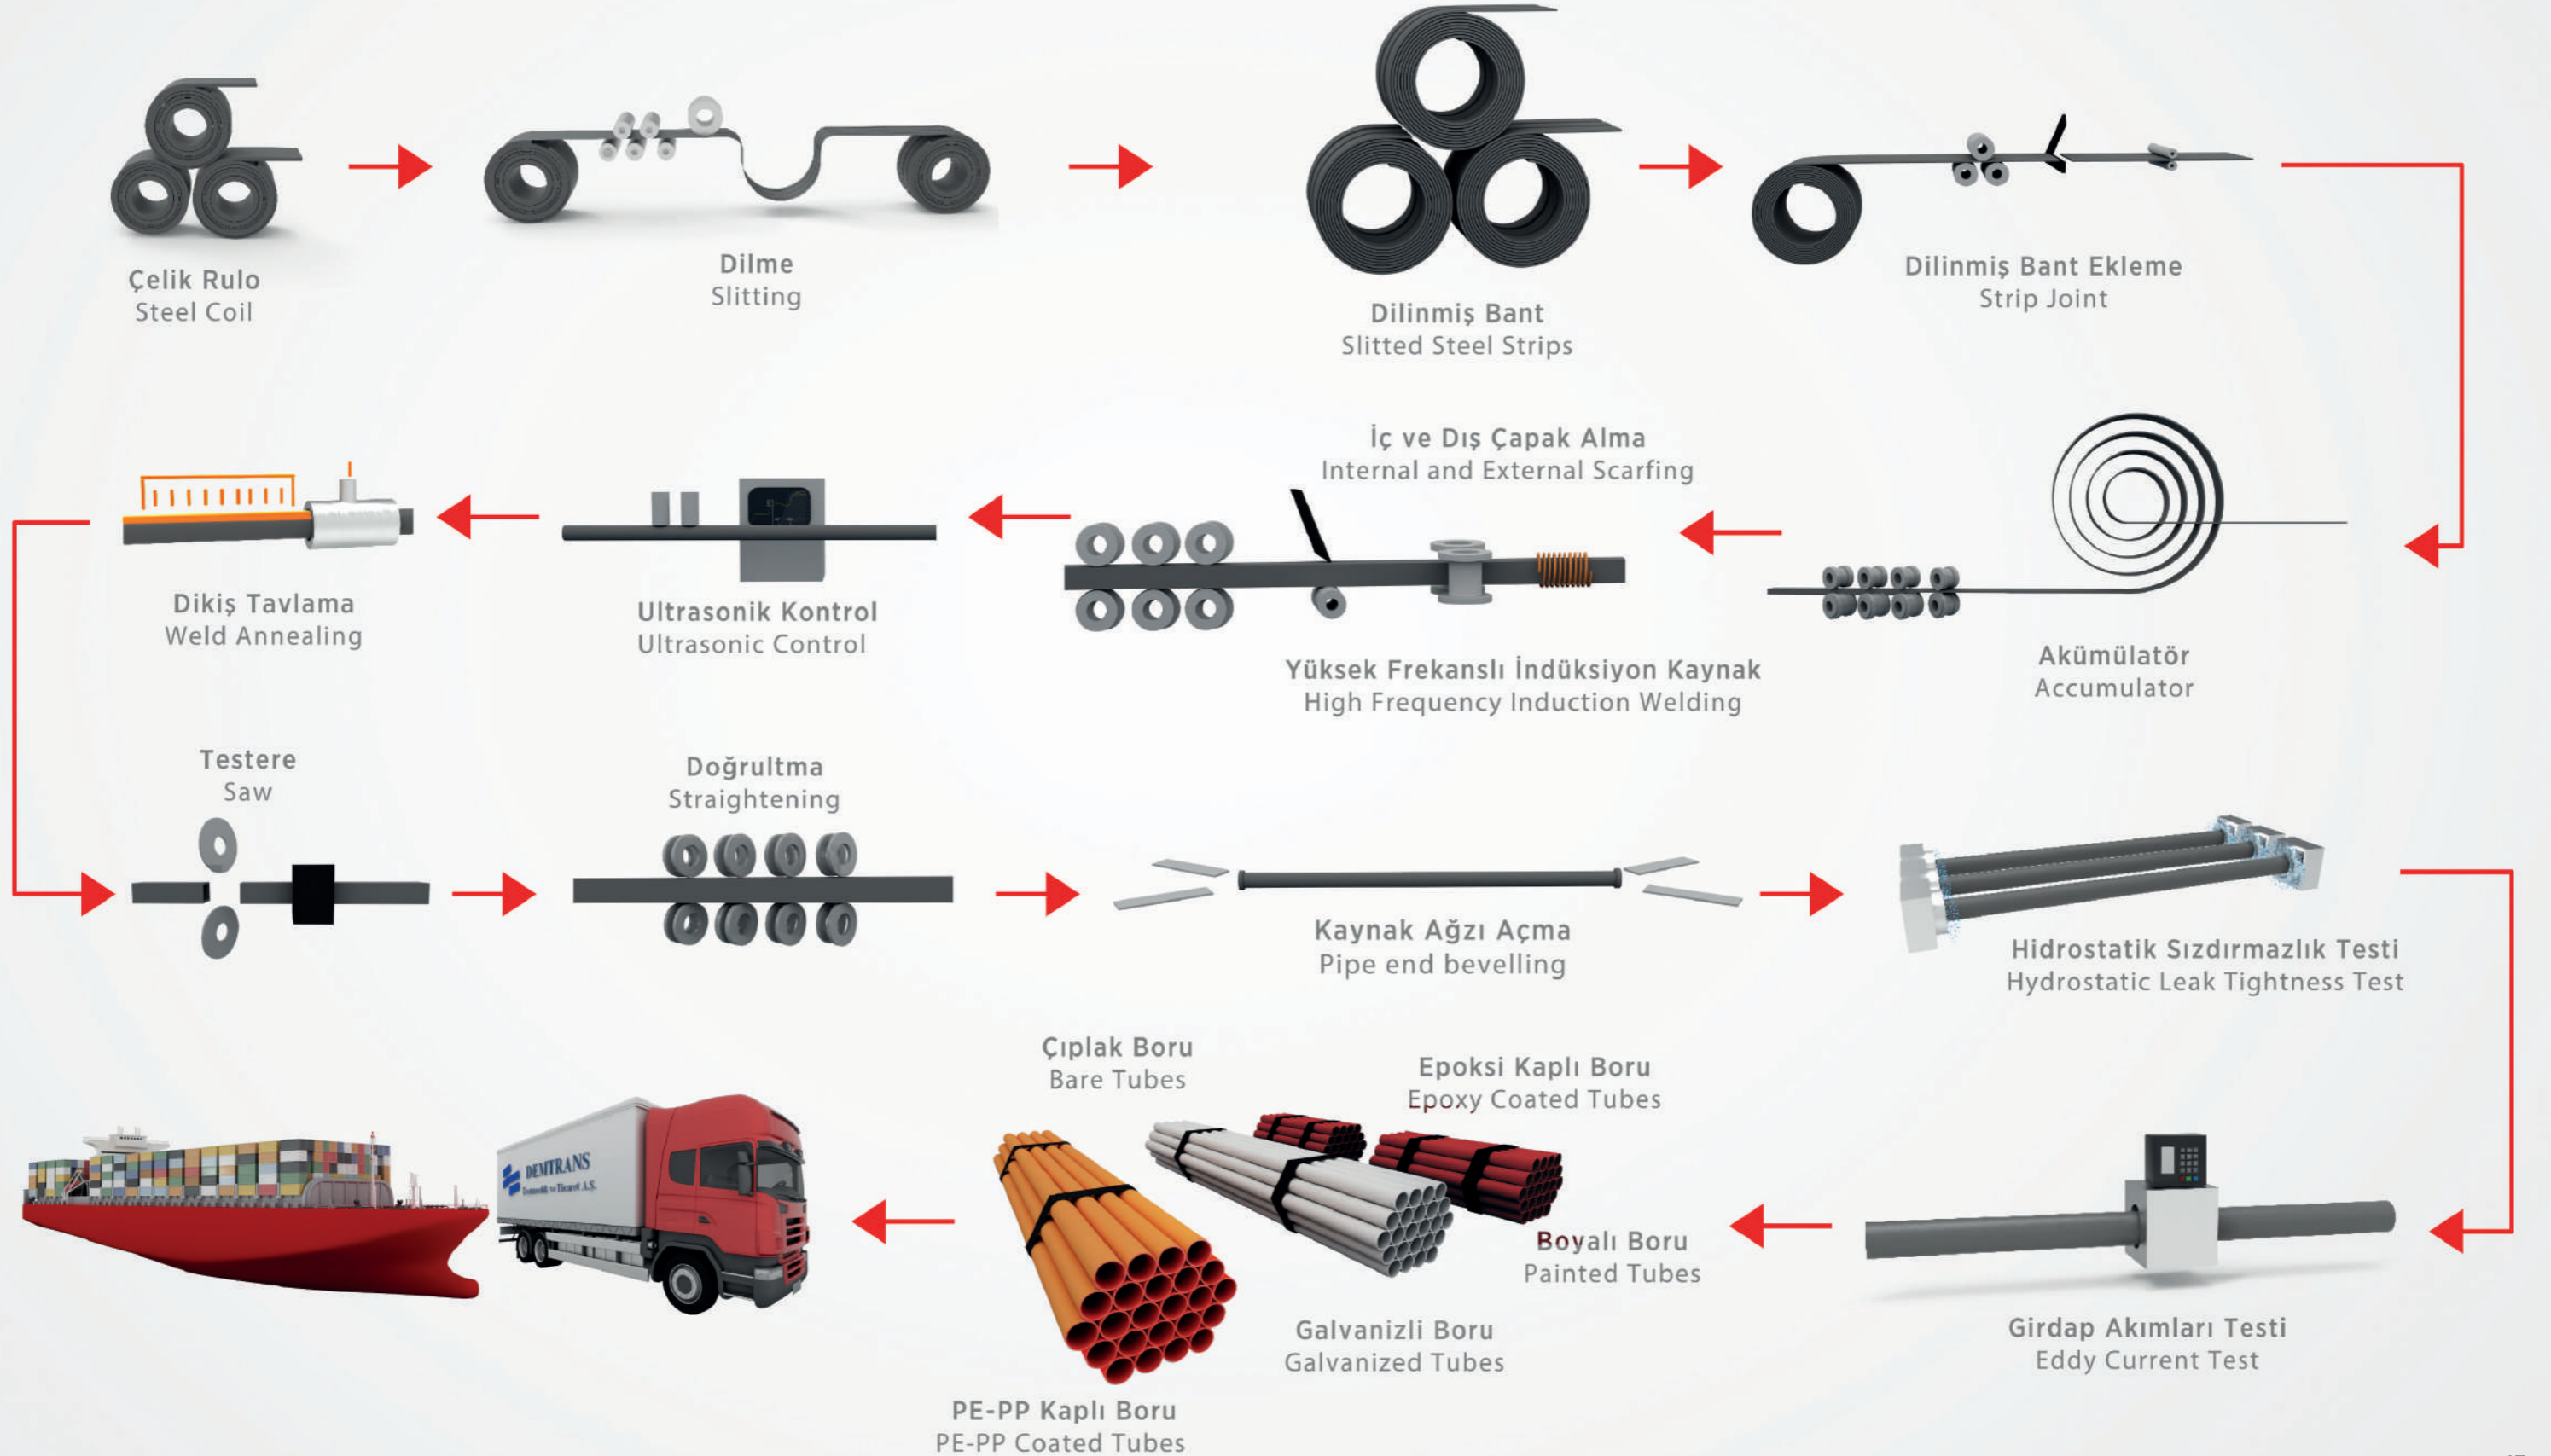 Çelik Rulo
Steel Coil
Dilme
Slitting
Dilinmiş Bant
Slitted Steel Strips
Dilinmiş Bant Ekleme
Strip Joint
Dikiş Tavlama
Weld Annealing
Ultrasonik Kontrol
Ultrasonic Control
İç ve Dış Çapak Alma
Internal and External Scarfing
Yüksek Frekanslı İndüksiyon Kaynak
High Frequency Induction Welding
Akümülatör
Accumulator
Testere
Saw
Doğrultma
Straightening
Kaynak Ağzı Açma
Pipe end bevelling
Hidrostatik Sızdırmazlık Testi
Hydrostatic Leak Tightness Test
DEMTRANS
ve Ticaret A.Ş.
Çıplak Boru
Bare Tubes
Epoksi Kaplı Boru
Epoxy Coated Tubes
Boyalı Boru
Painted Tubes
Galvanizli Boru
Galvanized Tubes
PE-PP Kaplı Boru
PE-PP Coated Tubes
Girdap Akımları Testi
Eddy Current Test